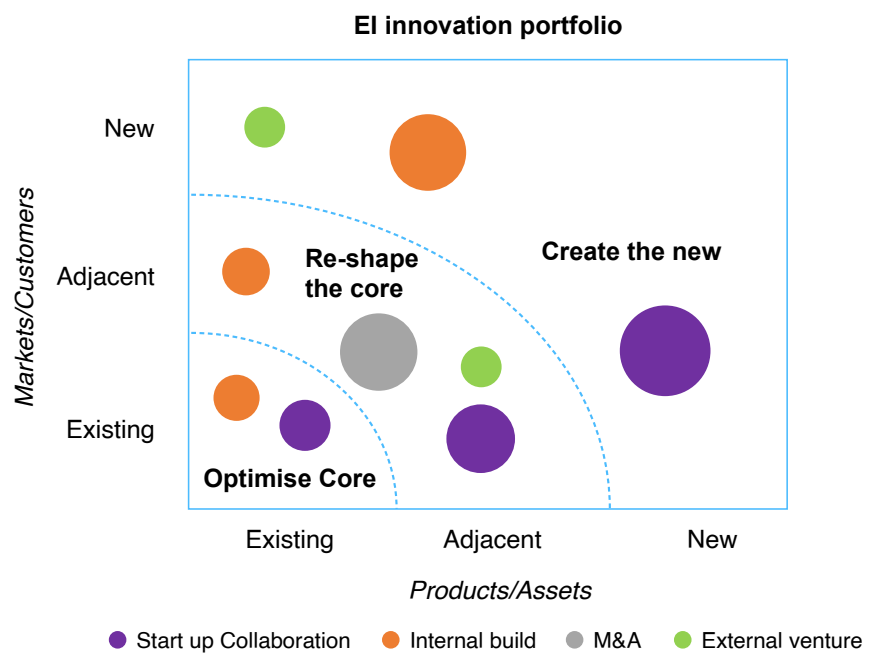 EI innovation portfolio
New
Adjacent
Existing
Markets/Customers
Re-shape
the core
Create the new
Optimise Core
Existing
Adjacent
New
Products/Assets
Start up Collaboration
Internal build
M&A
External venture